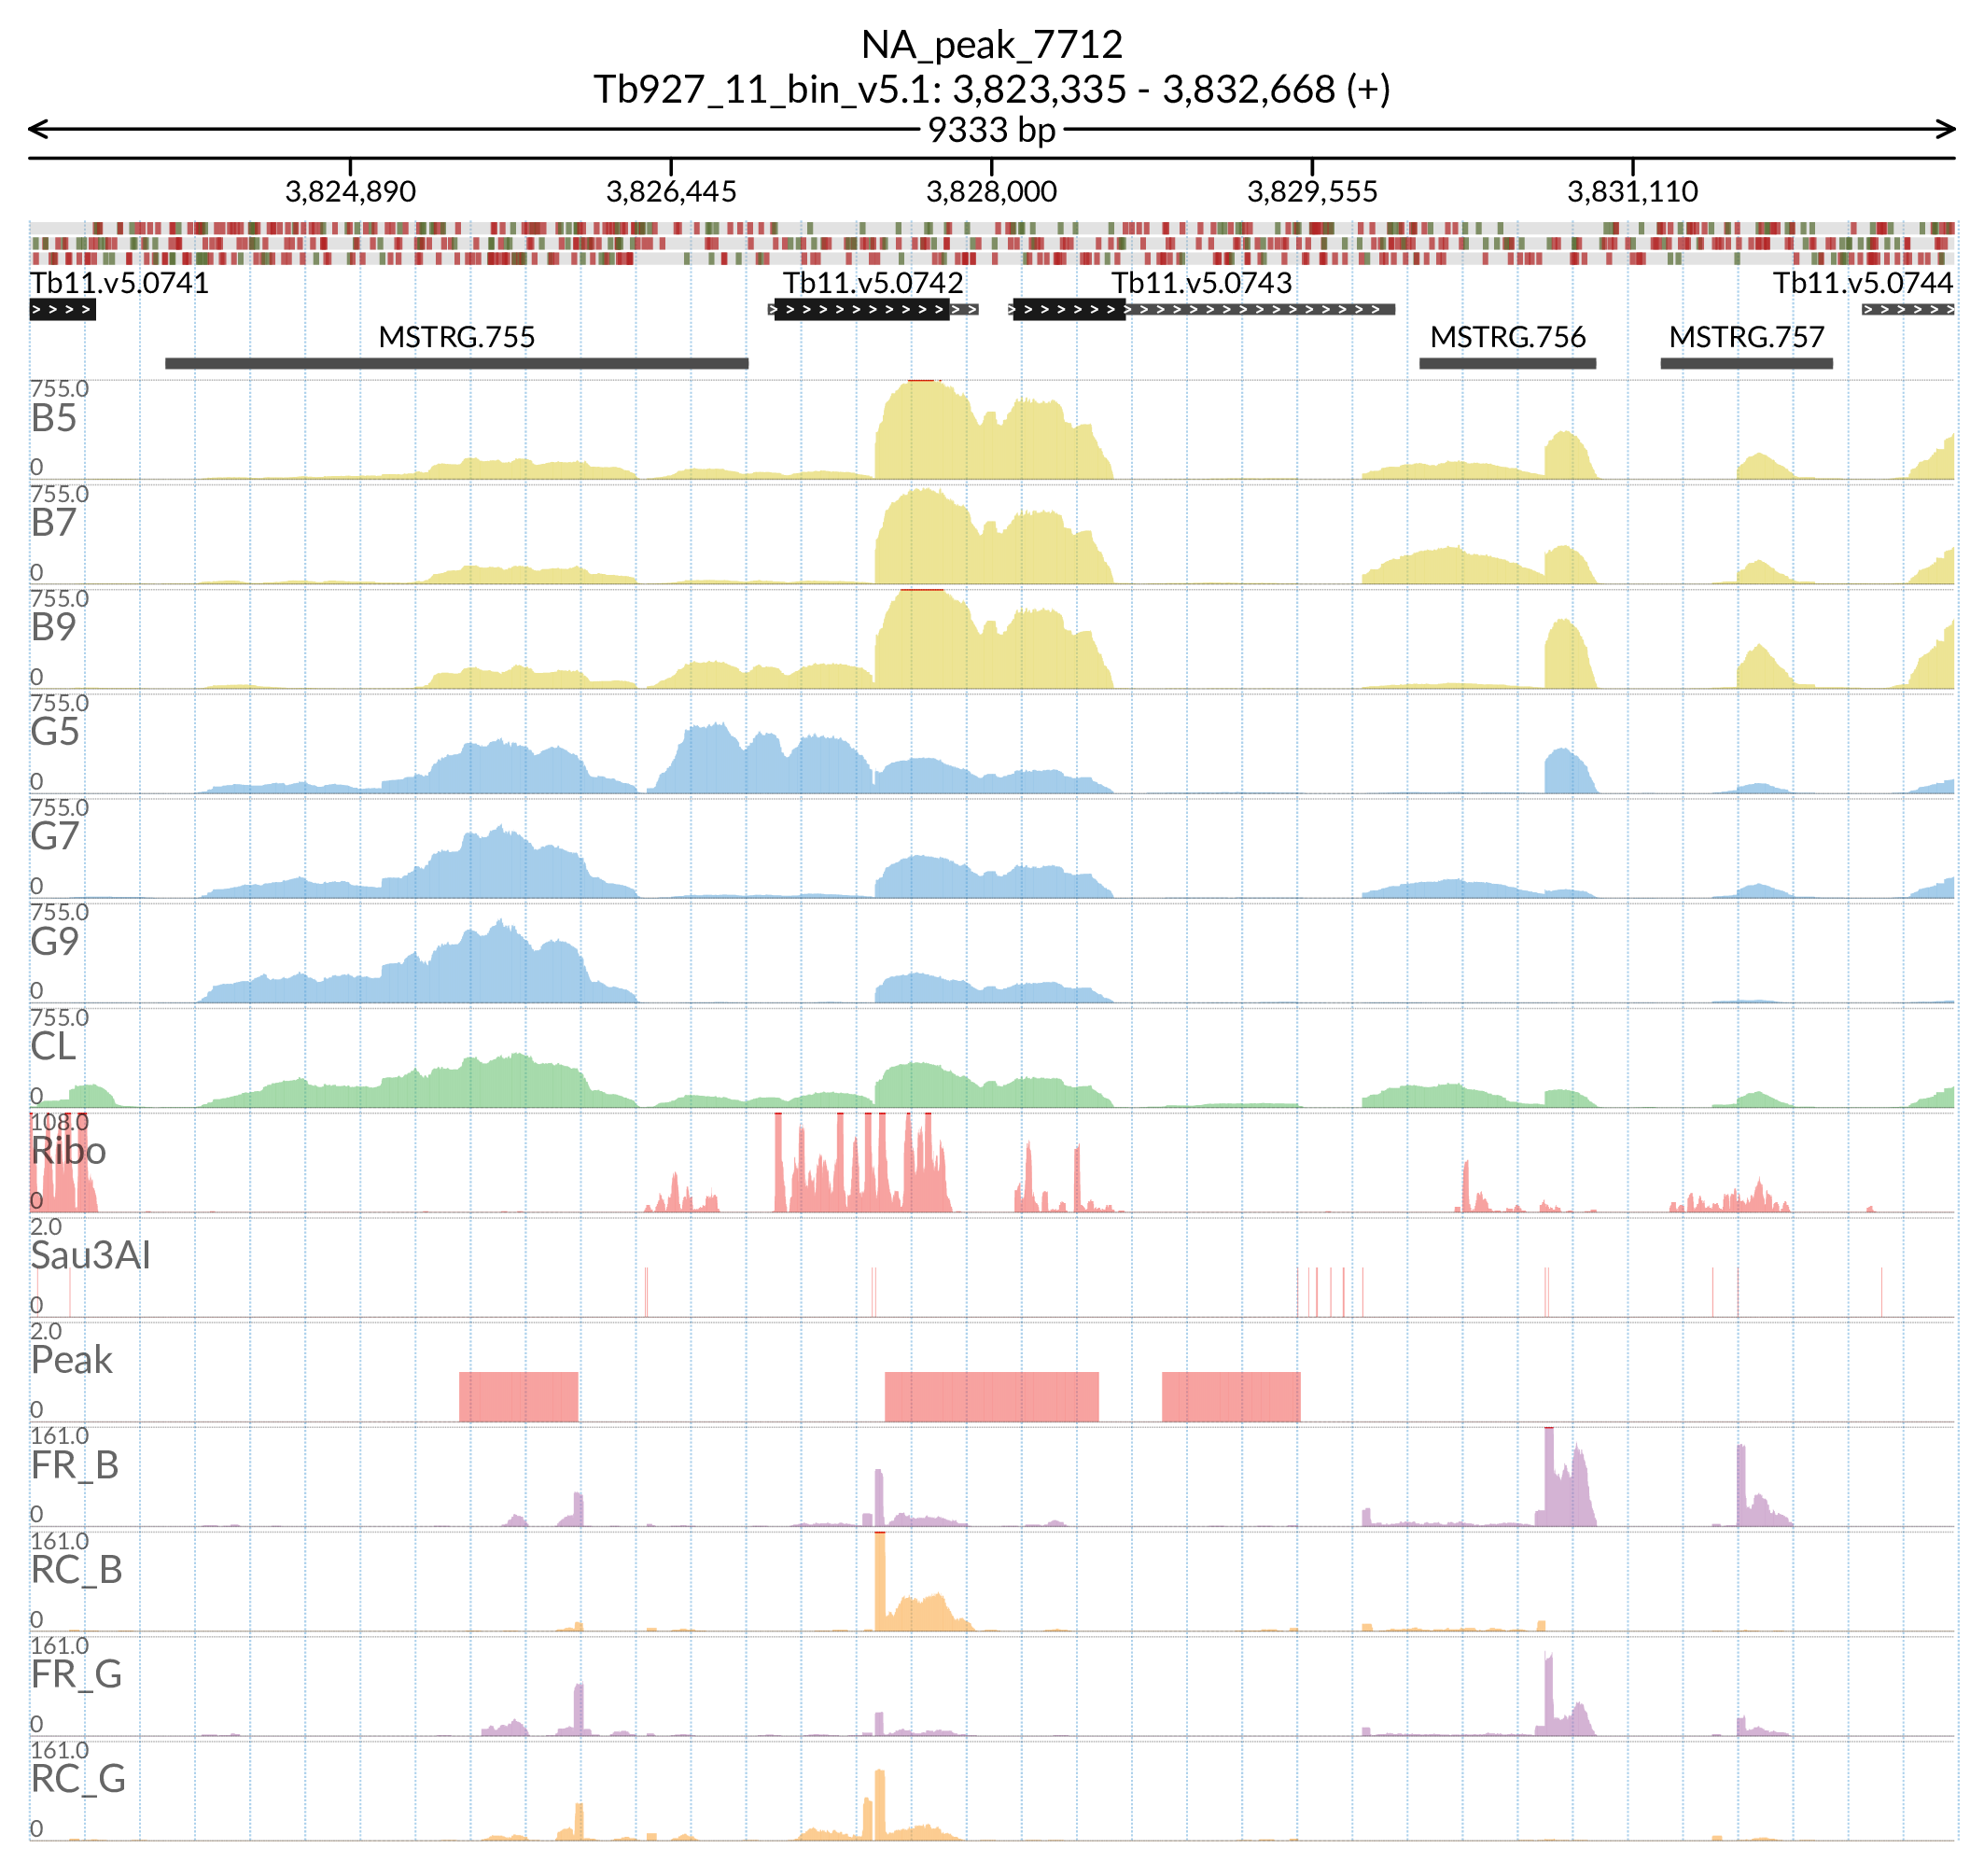 NA_peak_7712
Tb927_11_bin_v5.1: 3,823,335 - 3,832,668 (+)
9333 bp
3,824,890 3,826,445 3,828,000 3,829,555 3,831,110
Tb11.v5.0741 Tb11.v5.0742 Tb11.v5.0743 Tb11.v5.0744
MSTRG.755 MSTRG.756 MSTRG.757
755.0
B5
0
755.0
B7
0
755.0
B9
0
755.0
G5
0
755.0
G7
0
755.0
G9
0
755.0
CL
0
108.0
Ribo
0
2.0
Sau3AI
0
2.0
Peak
0
161.0
FR_B
0
161.0
RC_B
0
161.0
FR_G
0
161.0
RC_G
0